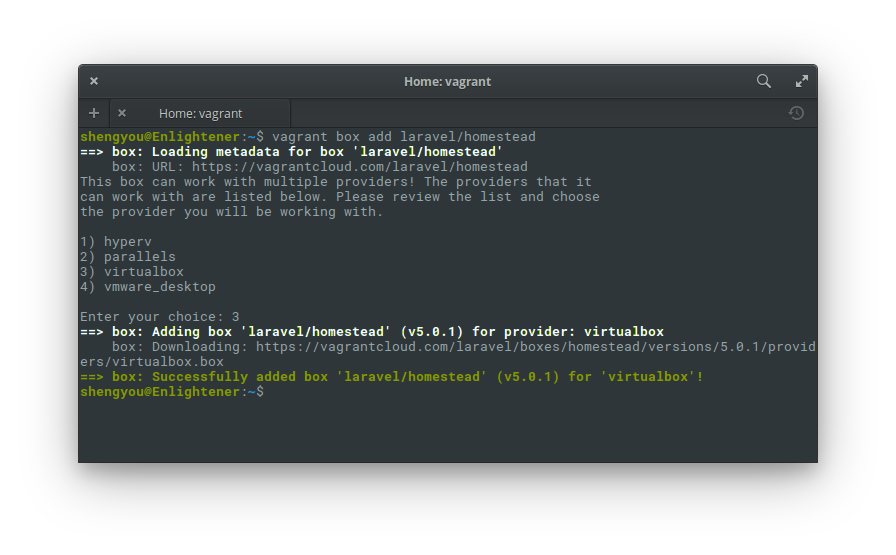 Home: vagrant
Home: vagrant
shengyou@Enlightener:~$ vagrant box add laravel/homestead
==> box: Loading metadata for box 'laravel/homestead'
    box: URL: https://vagrantcloud.com/laravel/homestead
This box can work with multiple providers! The providers that it
can work with are listed below. Please review the list and choose
the provider you will be working with.

1) hyperv
2) parallels
3) virtualbox
4) vmware_desktop

Enter your choice: 3
==> box: Adding box 'laravel/homestead' (v5.0.1) for provider: virtualbox
    box: Downloading: https://vagrantcloud.com/laravel/boxes/homestead/versions/5.0.1/provid
ers/virtualbox.box
==> box: Successfully added box 'laravel/homestead' (v5.0.1) for 'virtualbox'!
shengyou@Enlightener:~$